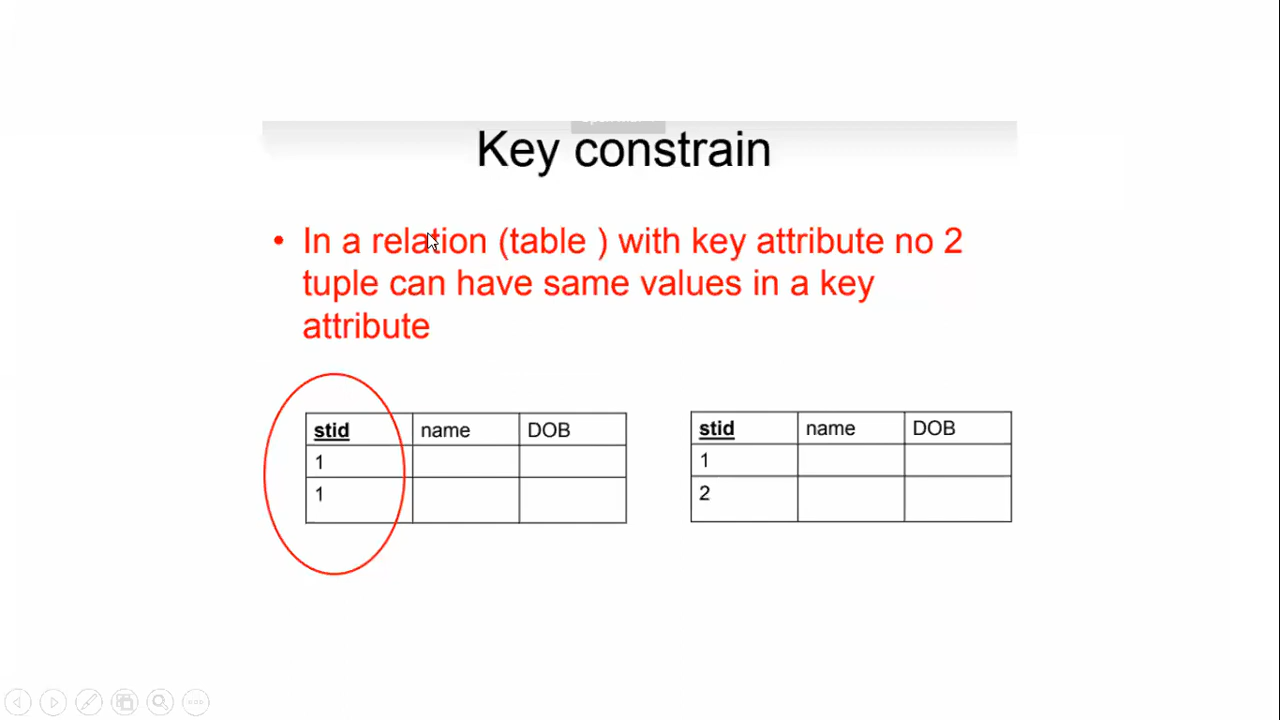 Key constrain
• In a relation (table ) with key attribute no 2
tuple can have same values in a key
attribute
stid name DOB
1
1
stid name DOB
1
2